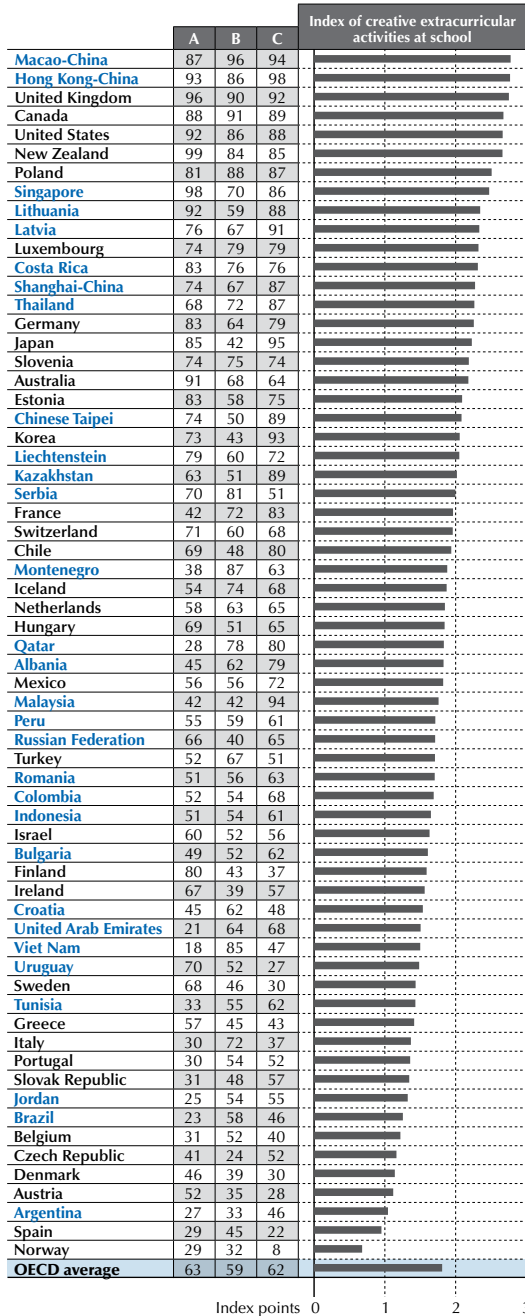 Index of creative extracurricular
activities at school
A B C
Macao-China 87 96 94
Hong Kong-China 93 86 98
United Kingdom 96 90 92
Canada 88 91 89
United States 92 86 88
New Zealand 99 84 85
Poland 81 88 87
Singapore 98 70 86
Lithuania 92 59 88
Latvia 76 67 91
Luxembourg 74 79 79
Costa Rica 83 76 76
Shanghai-China 74 67 87
Thailand 68 72 87
Germany 83 64 79
Japan 85 42 95
Slovenia 74 75 74
Australia 91 68 64
Estonia 83 58 75
Chinese Taipei 74 50 89
Korea 73 43 93
Liechtenstein 79 60 72
Kazakhstan 63 51 89
Serbia 70 81 51
France 42 72 83
Switzerland 71 60 68
Chile 69 48 80
Montenegro 38 87 63
Iceland 54 74 68
Netherlands 58 63 65
Hungary 69 51 65
Qatar 28 78 80
Albania 45 62 79
Mexico 56 56 72
Malaysia 42 42 94
Peru 55 59 61
Russian Federation 66 40 65
Turkey 52 67 51
Romania 51 56 63
Colombia 52 54 68
Indonesia 51 54 61
Israel 60 52 56
Bulgaria 49 52 62
Finland 80 43 37
Ireland 67 39 57
Croatia 45 62 48
United Arab Emirates 21 64 68
Viet Nam 18 85 47
Uruguay 70 52 27
Sweden 68 46 30
Tunisia 33 55 62
Greece 57 45 43
Italy 30 72 37
Portugal 30 54 52
Slovak Republic 31 48 57
Jordan 25 54 55
Brazil 23 58 46
Belgium 31 52 40
Czech Republic 41 24 52
Denmark 46 39 30
Austria 52 35 28
Argentina 27 33 46
Spain 29 45 22
Norway 29 32 8
OECD average 63 59 62
Index points 0 1 2 3